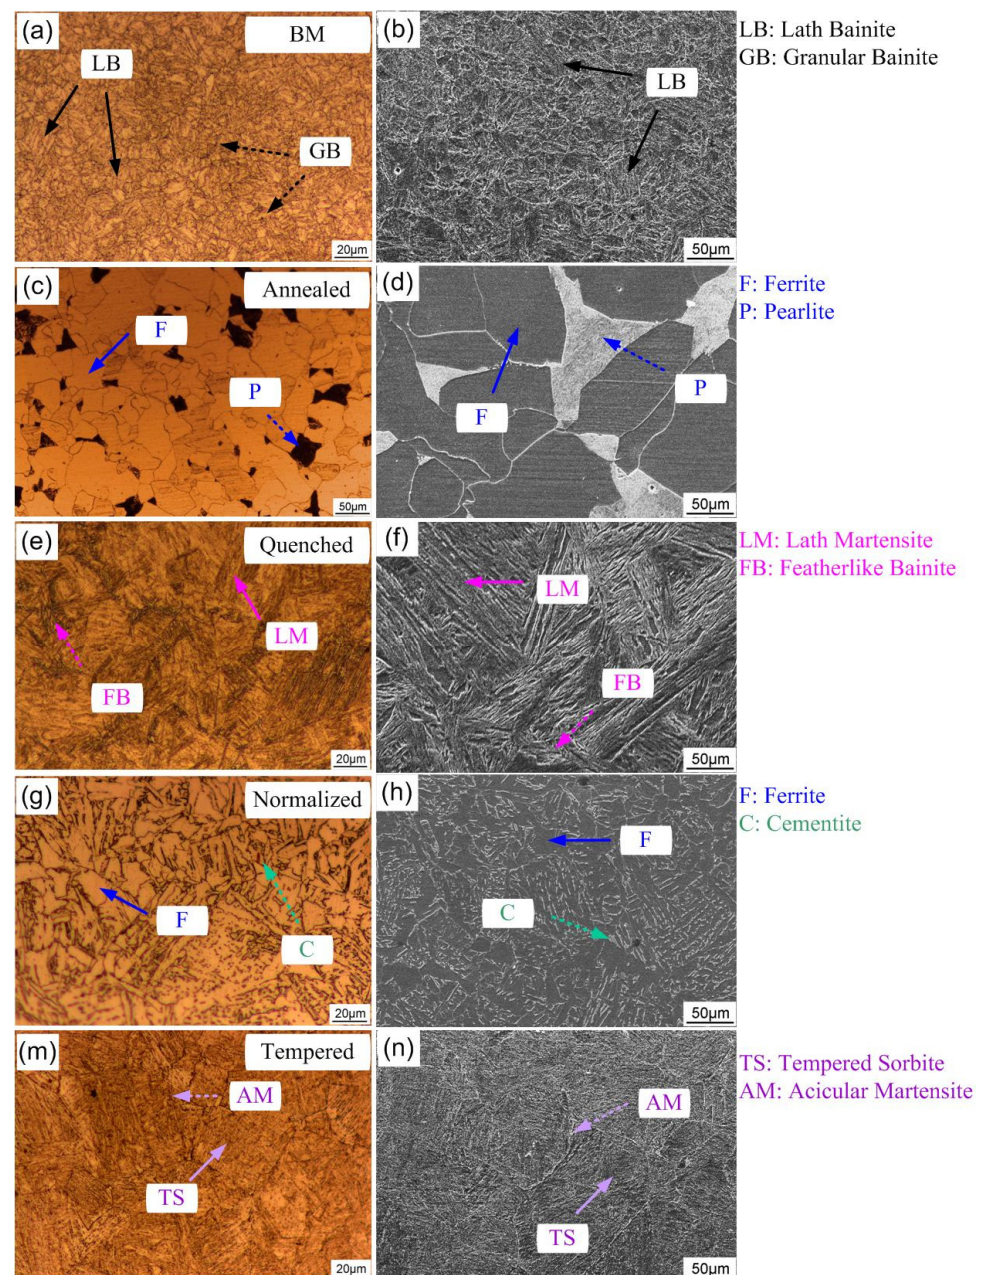 (a)
BM
LB
GB
20μm
(b)
LB
50μm
LB: Lath Bainite
GB: Granular Bainite
(c)
Annealed
F
P
50μm
(d)
P
F
50μm
F: Ferrite
P: Pearlite
(e)
Quenched
LM
FB
20μm
(f)
LM
FB
50μm
LM: Lath Martensite
FB: Featherlike Bainite
(g)
Normalized
F
C
20μm
(h)
F
C
50μm
F: Ferrite
C: Cementite
(m)
Tempered
AM
TS
20μm
(n)
AM
TS
50μm
TS: Tempered Sorbite
AM: Acicular Martensite